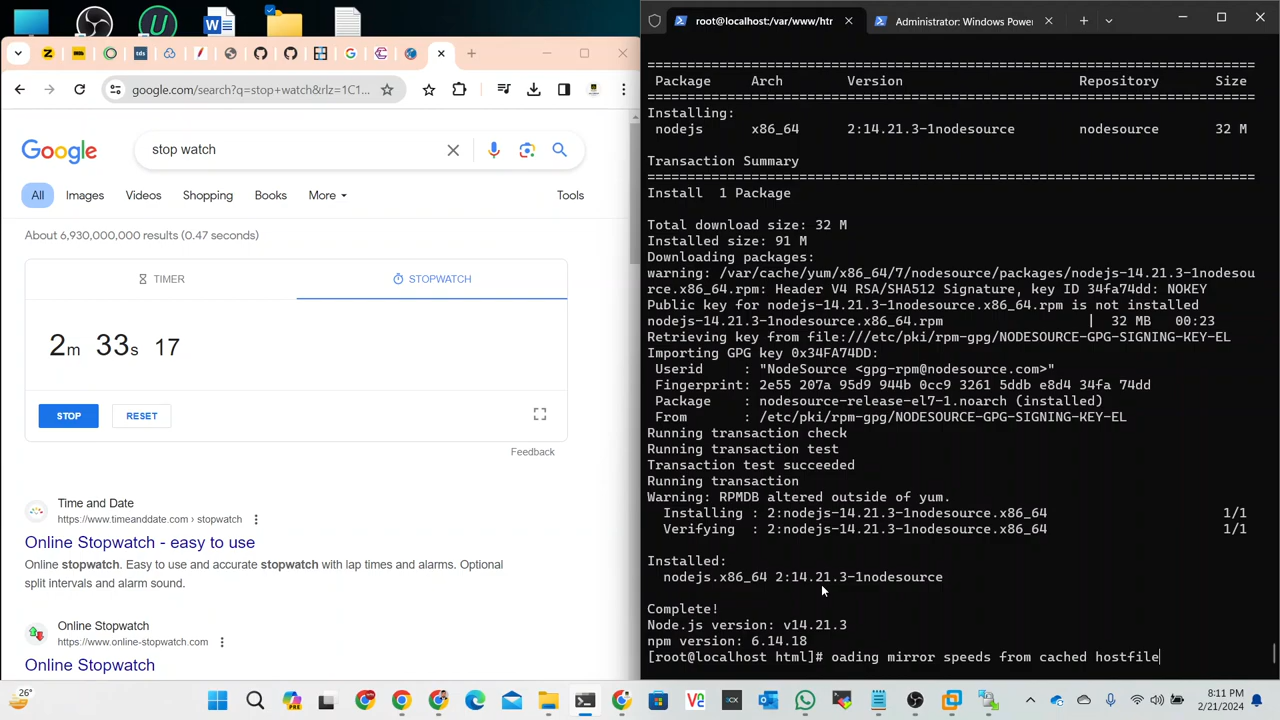 google.com/search?q=stop+watch&rlz=1C1...
Google
stop watch
All
Images
Videos
Shopping
Books
More
Tools
About 6,930,000,000 results (0.47 seconds)
TIMER
STOPWATCH
2m 33s 17
STOP
RESET
Feedback
Time and Date
https://www.timeanddate.com › stopwatch
Online Stopwatch - easy to use
Online stopwatch. Easy to use and accurate stopwatch with lap times and alarms. Optional
split intervals and alarm sound.
Online Stopwatch
https://www.online-stopwatch.com
Online Stopwatch
root@localhost:/var/www/htr
Administrator: Windows Power
================================================================================
Package Arch Version Repository Size
================================================================================
Installing:
nodejs x86_64 2:14.21.3-1nodesource nodesource 32 M
Transaction Summary
================================================================================
Install 1 Package
Total download size: 32 M
Installed size: 91 M
Downloading packages:
warning: /var/cache/yum/x86_64/7/nodesource/packages/nodejs-14.21.3-1nodesou
rce.x86_64.rpm: Header V4 RSA/SHA512 Signature, key ID 34fa74dd: NOKEY
Public key for nodejs-14.21.3-1nodesource.x86_64.rpm is not installed
nodejs-14.21.3-1nodesource.x86_64.rpm | 32 MB 00:23
Retrieving key from file:///etc/pki/rpm-gpg/NODESOURCE-GPG-SIGNING-KEY-EL
Importing GPG key 0x34FA74DD:
Userid : "NodeSource <gpg-rpm@nodesource.com>"
Fingerprint: 2e55 207a 95d9 944b 0cc9 3261 5ddb e8d4 34fa 74dd
Package : nodesource-release-el7-1.noarch (installed)
From : /etc/pki/rpm-gpg/NODESOURCE-GPG-SIGNING-KEY-EL
Running transaction check
Running transaction test
Transaction test succeeded
Running transaction
Warning: RPMDB altered outside of yum.
Installing : 2:nodejs-14.21.3-1nodesource.x86_64 1/1
Verifying : 2:nodejs-14.21.3-1nodesource.x86_64 1/1
Installed:
nodejs.x86_64 2:14.21.3-1nodesource
Complete!
Node.js version: v14.21.3
npm version: 6.14.18
[root@localhost html]# oading mirror speeds from cached hostfile
26°
8:11 PM
2/21/2024